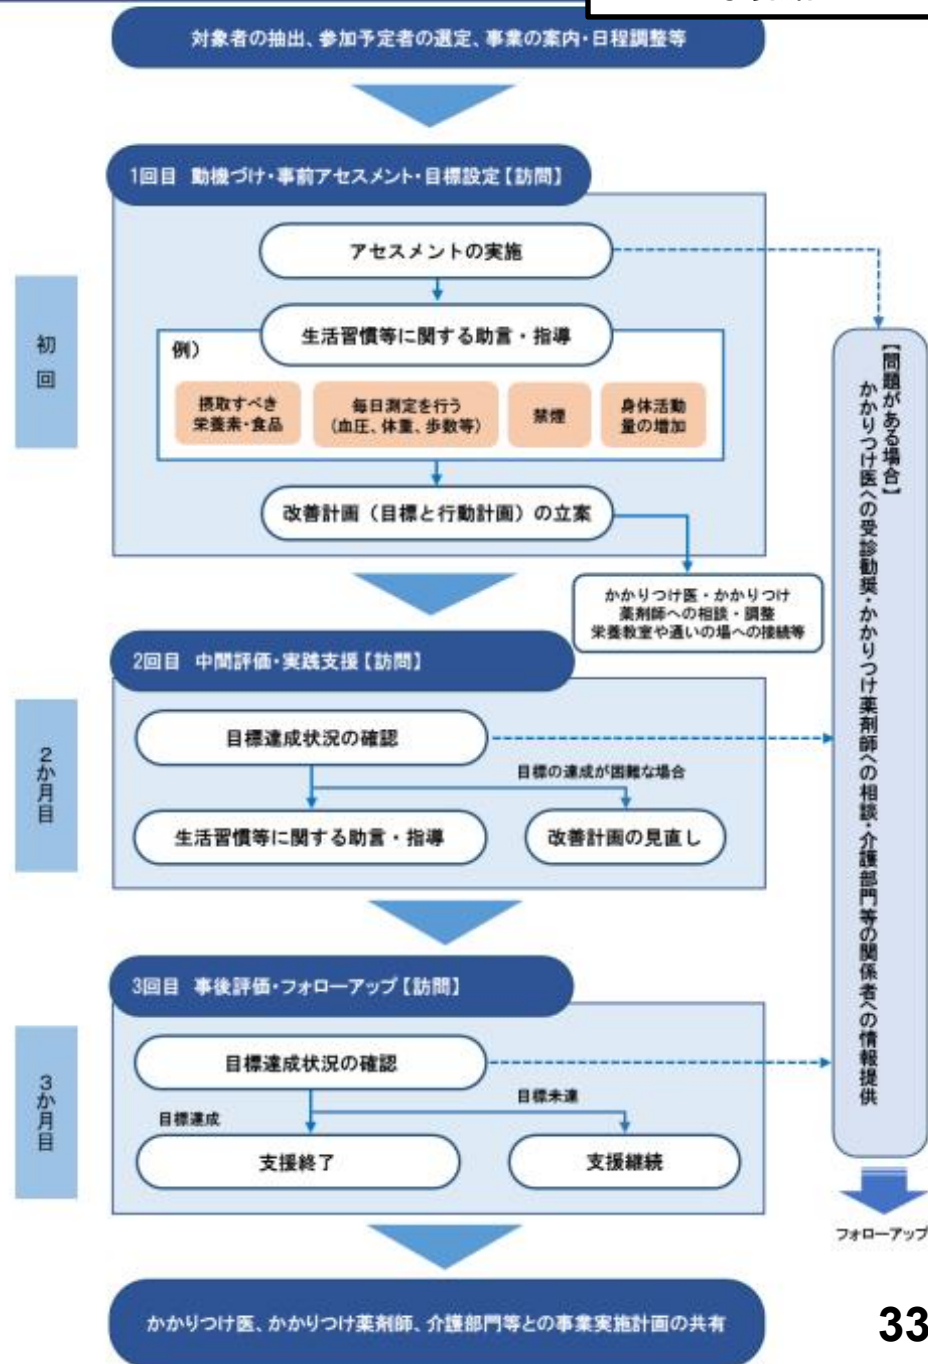 対象者の抽出、参加予定者の選定、事業の案内・日程調整等
1回目 動機づけ・事前アセスメント・目標設定【訪問】
初回
アセスメントの実施
生活習慣等に関する助言・指導
例）
摂取すべき
栄養素・食品
毎日測定を行う
（血圧、体重、歩数等）
禁煙
身体活動
量の増加
改善計画（目標と行動計画）の立案
かかりつけ医・かかりつけ
薬剤師への相談・調整
栄養教室や通いの場への接続等
2回目 中間評価・実践支援【訪問】
2か月目
目標達成状況の確認
目標の達成が困難な場合
生活習慣等に関する助言・指導
改善計画の見直し
3回目 事後評価・フォローアップ【訪問】
3か月目
目標達成状況の確認
目標達成
目標未達
支援終了
支援継続
【問題がある場合】
かかりつけ医への受診勧奨・かかりつけ薬剤師への相談・介護部門等の関係者への情報提供
フォローアップ
かかりつけ医、かかりつけ薬剤師、介護部門等との事業実施計画の共有
33